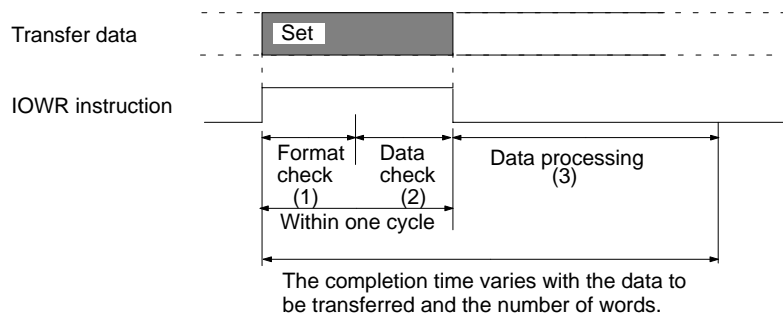 Transfer data
Set
IOWR instruction
Format
check
(1)
Data
check
(2)
Data processing
(3)
Within one cycle
The completion time varies with the data to
be transferred and the number of words.